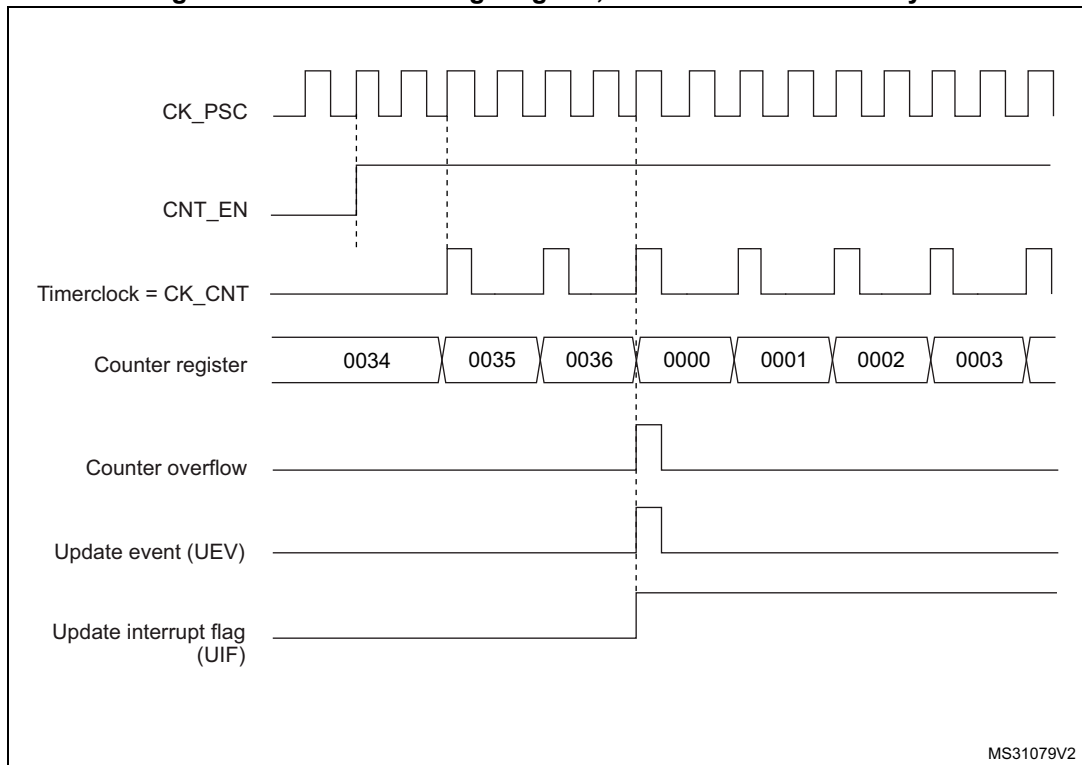 CK_PSC
CNT_EN
Timerclock = CK_CNT
Counter register 0034 0035 0036 0000 0001 0002 0003
Counter overflow
Update event (UEV)
Update interrupt flag
(UIF)
MS31079V2